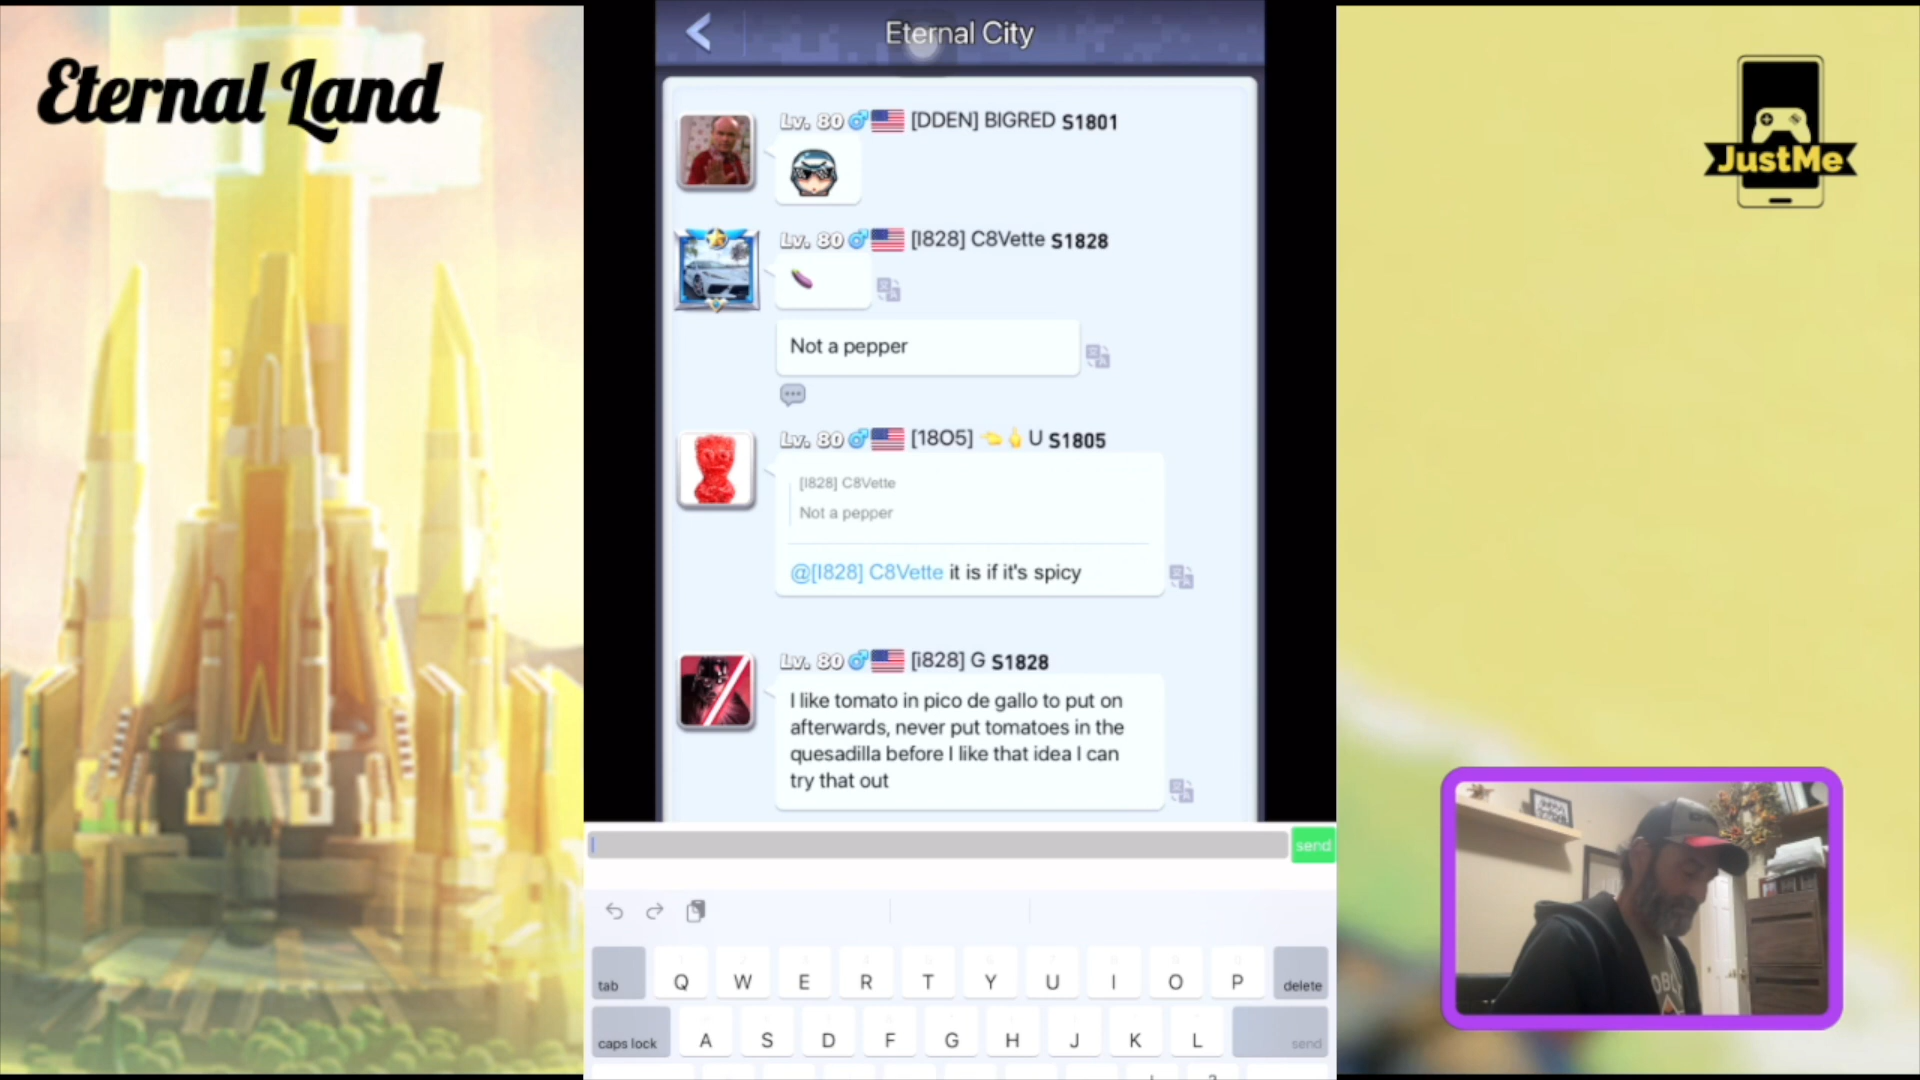 Eternal Land
Eternal City
JustMe
Lv. 80 [DDEN] BIGRED S1801
Lv. 80 [I828] C8Vette S1828
Not a pepper
Lv. 80 [18O5] 👈🖕 U S1805
[I828] C8Vette
Not a pepper
@[I828] C8Vette it is if it's spicy
Lv. 80 [i828] G S1828
I like tomato in pico de gallo to put on
afterwards, never put tomatoes in the
quesadilla before I like that idea I can
try that out
send
tab Q W E R T Y U I O P delete
caps lock A S D F G H J K L send